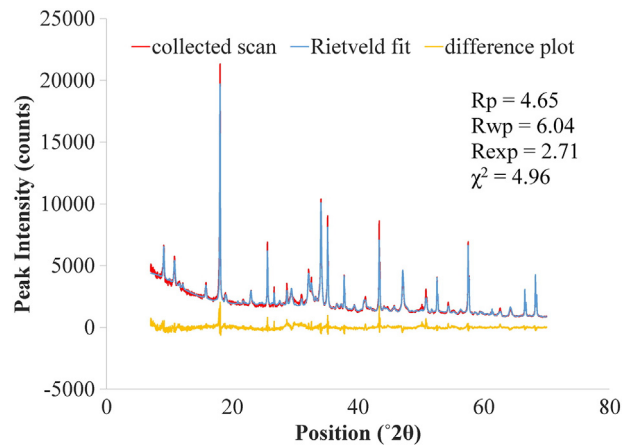 25000
collected scan Rietveld fit difference plot
20000
Rp = 4.65
Rwp = 6.04
Rexp = 2.71
χ² = 4.96
15000
10000
5000
0
-5000
0 20 40 60 80
Peak Intensity (counts)
Position (˚2θ)